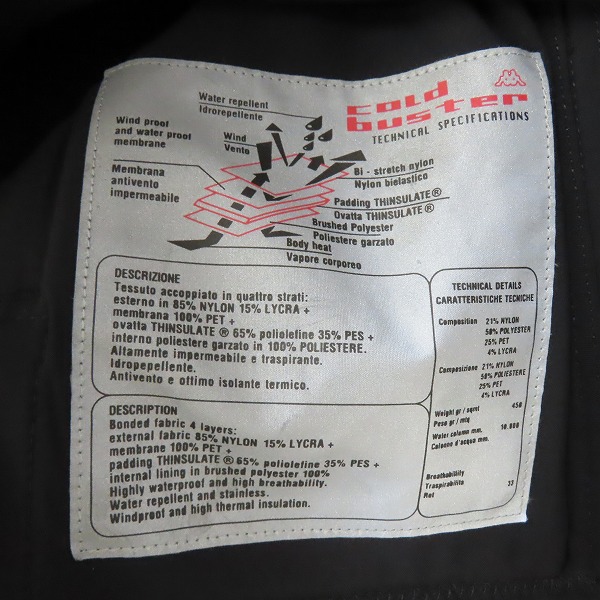 Cold
buster
TECHNICAL SPECIFICATIONS
Water repellent
Idrorepellente
Wind proof
and water proof
membrane
Wind
Vento
Membrana
antivento
impermeabile
Bi - stretch nylon
Nylon bielastico
Padding THINSULATE®
Ovatta THINSULATE®
Brushed Polyester
Poliestere garzato
Body heat
Vapore corporeo
DESCRIZIONE
Tessuto accoppiato in quattro strati:
esterno in 85% NYLON 15% LYCRA +
membrana 100% PET +
ovatta THINSULATE ® 65% poliolefine 35% PES +
interno poliestere garzato in 100% POLIESTERE.
Altamente impermeabile e traspirante.
Idropepellente.
Antivento e ottimo isolante termico.
DESCRIPTION
Bonded fabric 4 layers:
external fabric 85% NYLON 15% LYCRA +
membrane 100% PET +
padding THINSULATE ® 65% poliolefine 35% PES +
internal lining in brushed polyester 100%
Highly waterproof and high breathability.
Water repellent and stainless.
Windproof and high thermal insulation.
TECHNICAL DETAILS
CARATTERISTICHE TECNICHE
Composition 21% NYLON
50% POLYESTER
25% PET
4% LYCRA
Composizione 21% NYLON
50% POLIESTERE
25% PET
4% LYCRA
Weight gr / sqmt 450
Peso gr / mtq
Water column mm. 10.000
Colonna d'acqua mm.
Breathability
Traspirabilità
Ret 33